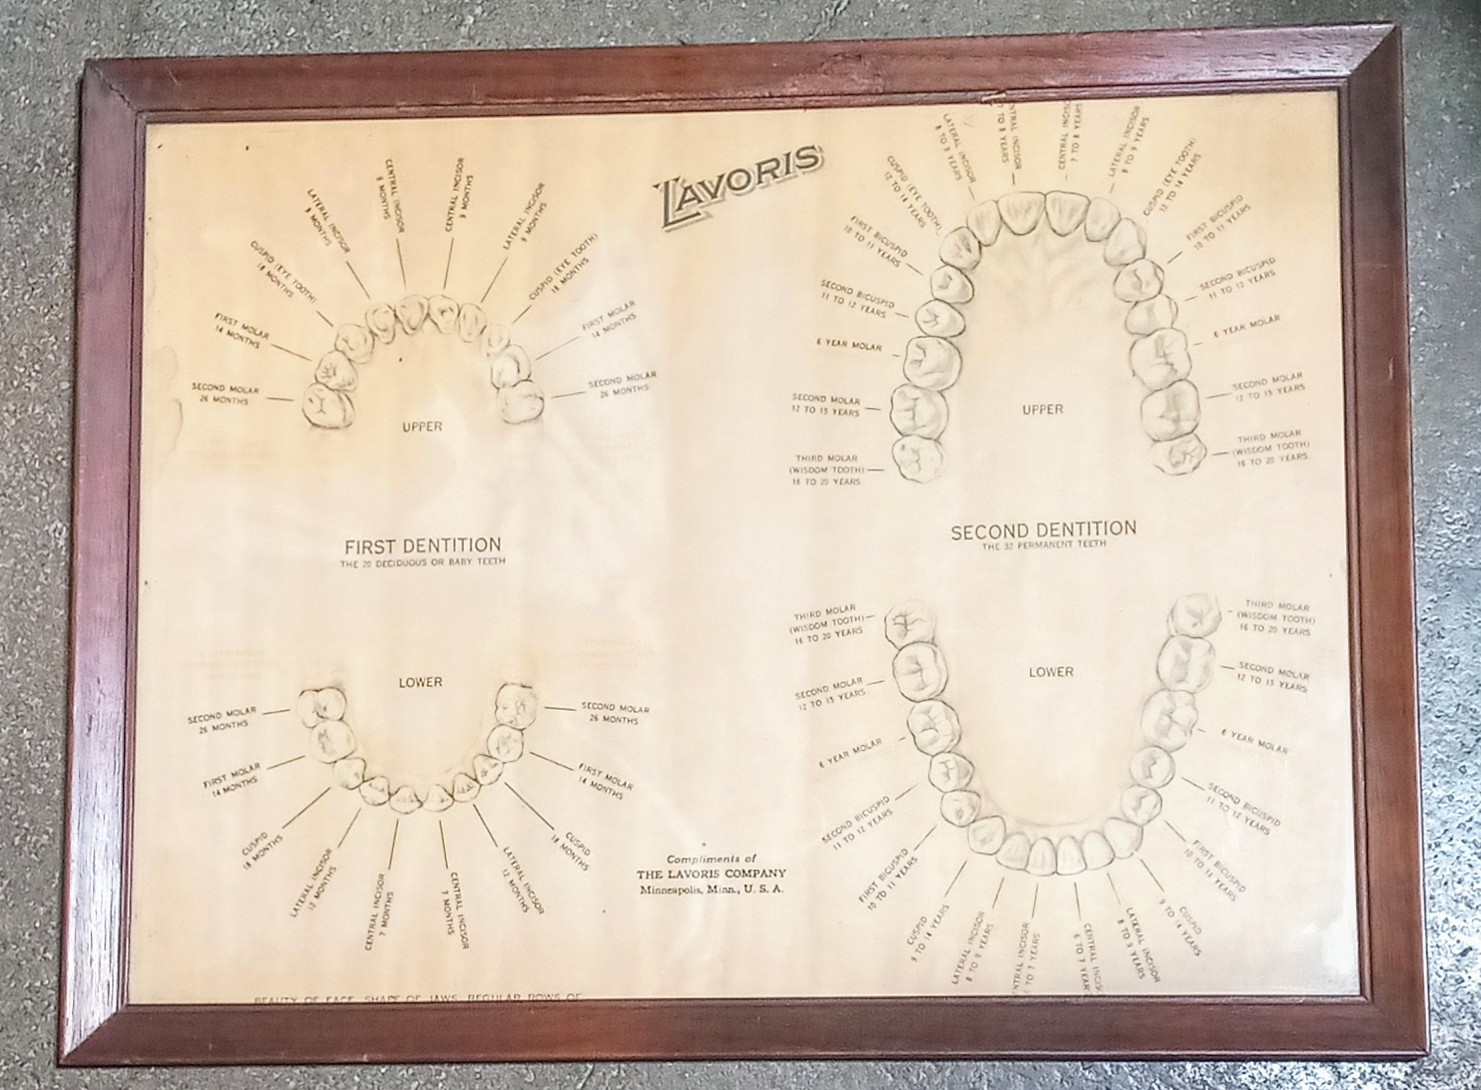 LAVORIS
CENTRAL INCISOR
8 MONTHS
CENTRAL INCISOR
8 MONTHS
LATERAL INCISOR
9 MONTHS
LATERAL INCISOR
9 MONTHS
CUSPID (EYE TOOTH)
18 MONTHS
CUSPID (EYE TOOTH)
18 MONTHS
FIRST MOLAR
14 MONTHS
FIRST MOLAR
14 MONTHS
SECOND MOLAR
26 MONTHS
SECOND MOLAR
26 MONTHS
UPPER
FIRST DENTITION
THE 20 DECIDUOUS OR BABY TEETH
LOWER
SECOND MOLAR
26 MONTHS
SECOND MOLAR
26 MONTHS
FIRST MOLAR
14 MONTHS
FIRST MOLAR
14 MONTHS
CUSPID
18 MONTHS
CUSPID
18 MONTHS
LATERAL INCISOR
12 MONTHS
LATERAL INCISOR
12 MONTHS
CENTRAL INCISOR
7 MONTHS
CENTRAL INCISOR
7 MONTHS
BEAUTY OF FACE, SHAPE OF JAWS, REGULAR ROWS OF
Compliments of
THE LAVORIS COMPANY
Minneapolis, Minn., U. S. A.
INCISOR
TO 8 YEARS
CENTRAL
7 TO 8 YEARS
LATERAL INCISOR
8 TO 9 YEARS
LATERAL INCISOR
8 TO 9 YEARS
CUSPID (EYE TOOTH)
12 TO 14 YEARS
CUSPID (EYE TOOTH)
12 TO 14 YEARS
FIRST BICUSPID
10 TO 11 YEARS
FIRST BICUSPID
10 TO 11 YEARS
SECOND BICUSPID
11 TO 12 YEARS
SECOND BICUSPID
11 TO 12 YEARS
6 YEAR MOLAR
6 YEAR MOLAR
SECOND MOLAR
12 TO 15 YEARS
SECOND MOLAR
12 TO 15 YEARS
UPPER
THIRD MOLAR
(WISDOM TOOTH)
16 TO 20 YEARS
THIRD MOLAR
(WISDOM TOOTH)
16 TO 20 YEARS
SECOND DENTITION
THE 32 PERMANENT TEETH
THIRD MOLAR
(WISDOM TOOTH)
16 TO 20 YEARS
THIRD MOLAR
(WISDOM TOOTH)
16 TO 20 YEARS
LOWER
SECOND MOLAR
12 TO 15 YEARS
SECOND MOLAR
12 TO 15 YEARS
6 YEAR MOLAR
6 YEAR MOLAR
SECOND BICUSPID
11 TO 12 YEARS
SECOND BICUSPID
11 TO 12 YEARS
FIRST BICUSPID
10 TO 11 YEARS
FIRST BICUSPID
10 TO 11 YEARS
CUSPID
9 TO 14 YEARS
CUSPID
9 TO 14 YEARS
LATERAL INCISOR
8 TO 9 YEARS
LATERAL INCISOR
8 TO 9 YEARS
INCISOR
TO 7 YEARS
CENTRAL
6 TO 7 YEAR